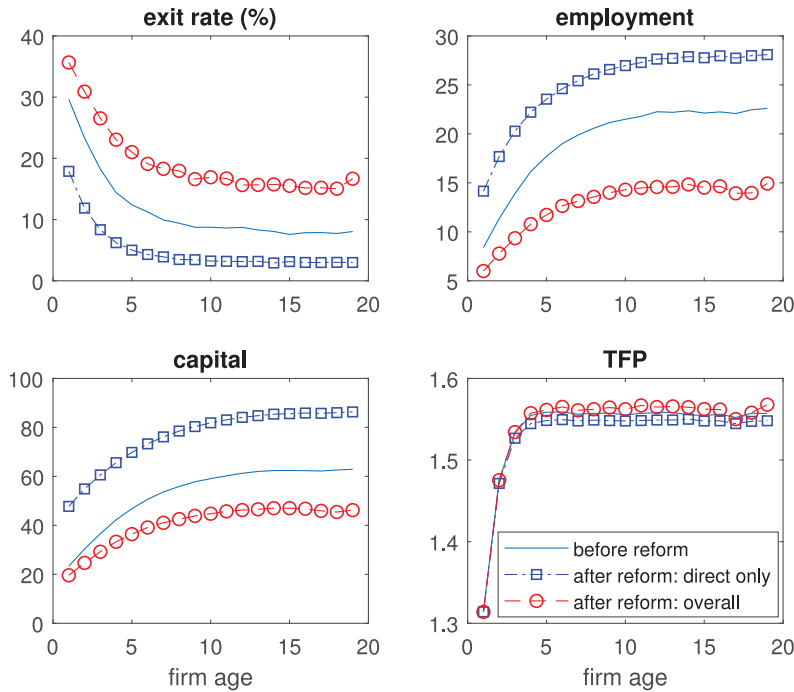 exit rate (%)
40
30
20
10
0
0 5 10 15 20
employment
30
25
20
15
10
5
0 5 10 15 20
capital
100
80
60
40
20
0
0 5 10 15 20
firm age
TFP
1.6
1.5
1.4
1.3
before reform
after reform: direct only
after reform: overall
0 5 10 15 20
firm age